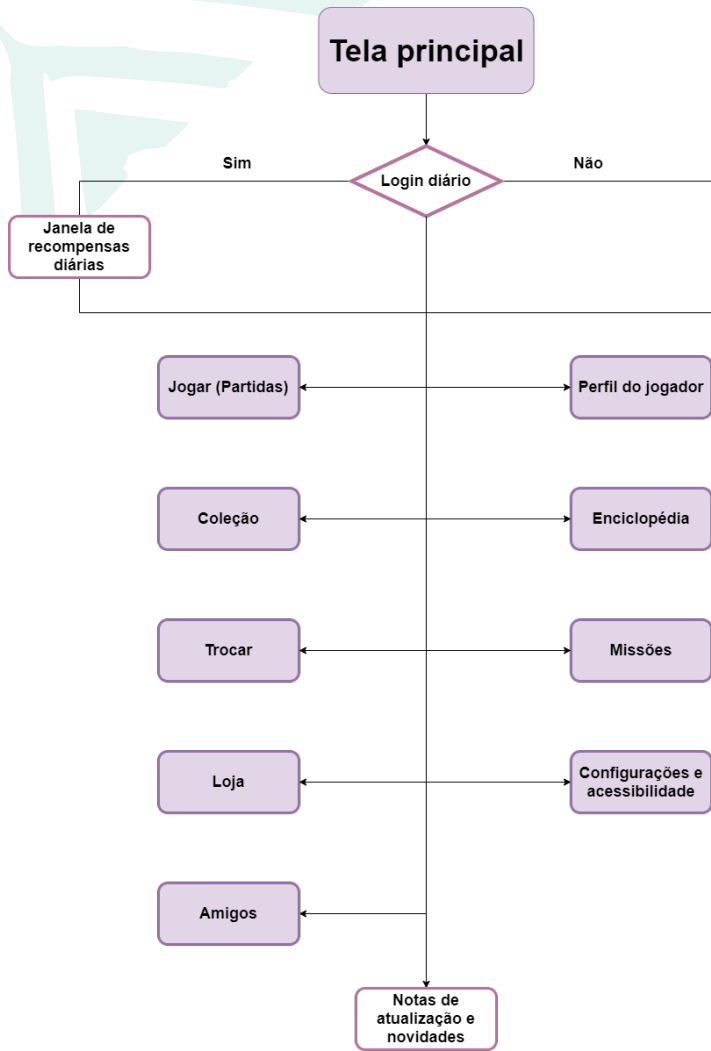 Tela principal
Sim
Não
Login diário
Janela de
recompensas
diárias
Jogar (Partidas)
Perfil do jogador
Coleção
Enciclopédia
Trocar
Missões
Loja
Configurações e
acessibilidade
Amigos
Notas de
atualização e
novidades